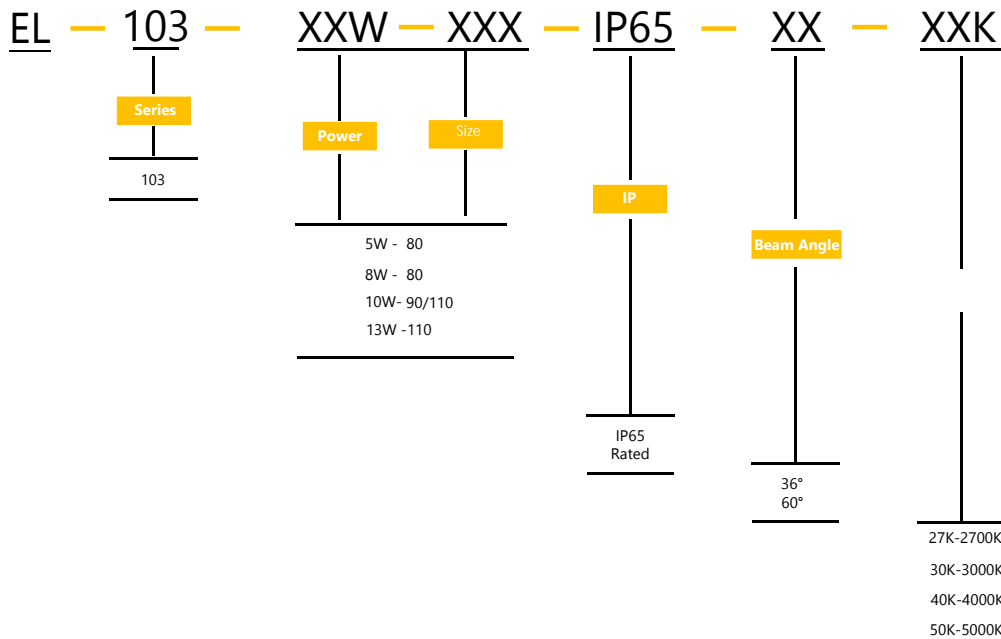 EL — 103 — XXW — XXX — IP65 — XX — XXK
Series
Power
Size
103
IP
Beam Angle
5W - 80
8W - 80
10W- 90/110
13W -110
IP65
Rated
36°
60°
27K-2700K
30K-3000K
40K-4000K
50K-5000K